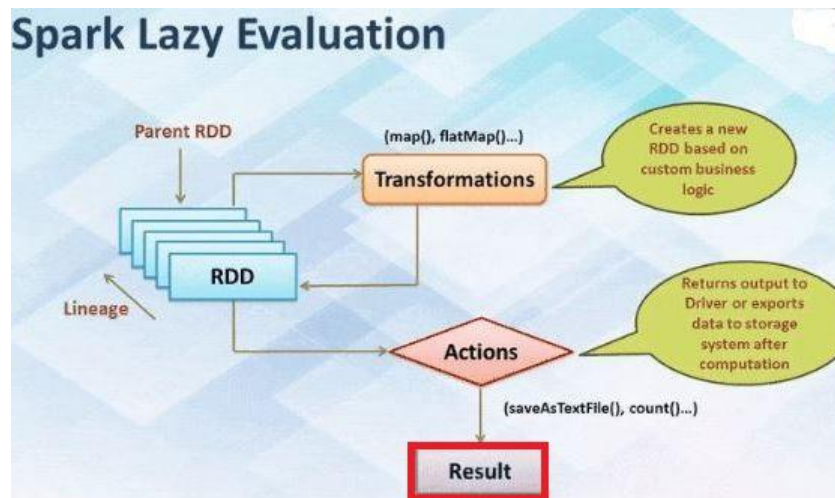 Spark Lazy Evaluation
Parent RDD
(map(), flatMap()...)
Transformations
Creates a new
RDD based on
custom business
logic
RDD
Lineage
Returns output to
Driver or exports
data to storage
system after
computation
Actions
(saveAsTextFile(), count()...)
Result